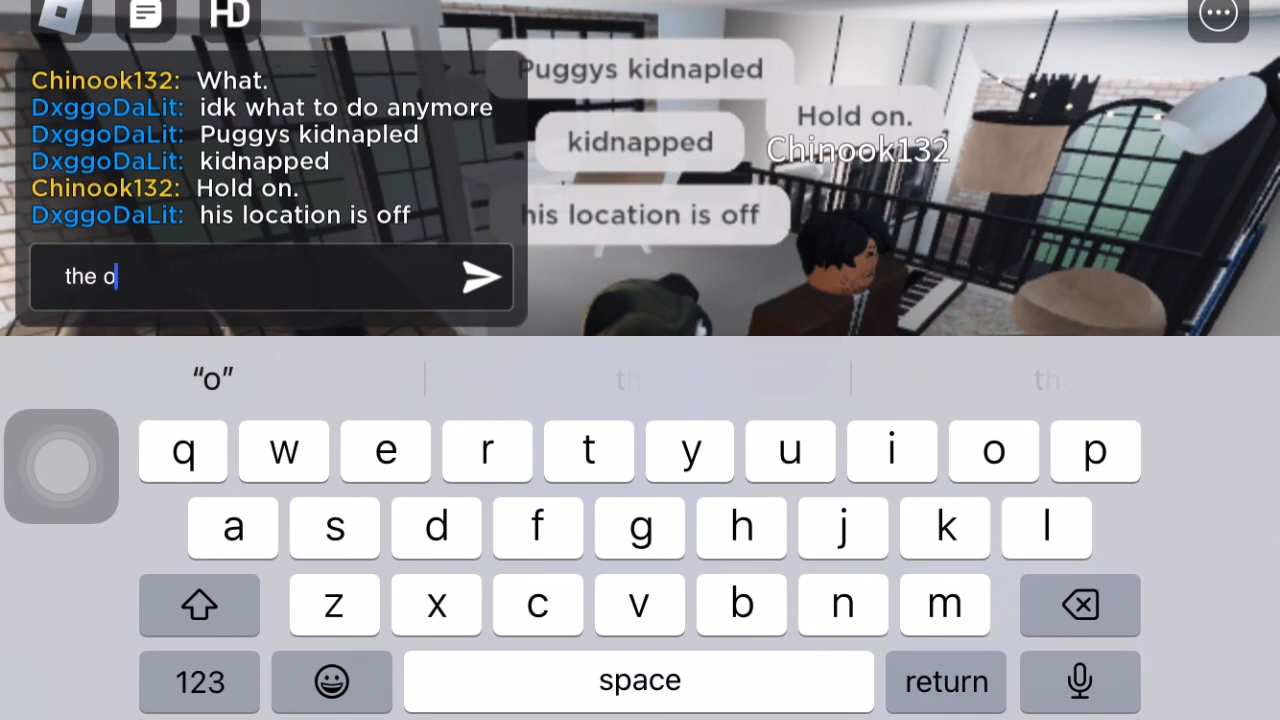 HD
Chinook132: What.
DxggoDaLit: idk what to do anymore
DxggoDaLit: Puggys kidnapled
DxggoDaLit: kidnapped
Chinook132: Hold on.
DxggoDaLit: his location is off
the o
Puggys kidnapled
kidnapped
his location is off
Hold on.
Chinook132
“o”
q w e r t y u i o p
a s d f g h j k l
z x c v b n m
123 space return